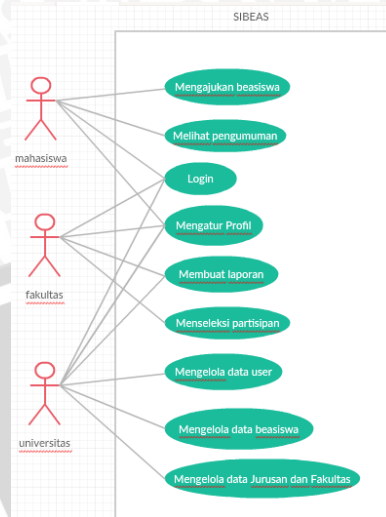 SIBEAS
Mengajukan beasiswa
Melihat pengumuman
mahasiswa
Login
Mengatur Profil
Membuat laporan
fakultas
Menseleksi partisipan
Mengelola data user
universitas
Mengelola data beasiswa
Mengelola data Jurusan dan Fakultas